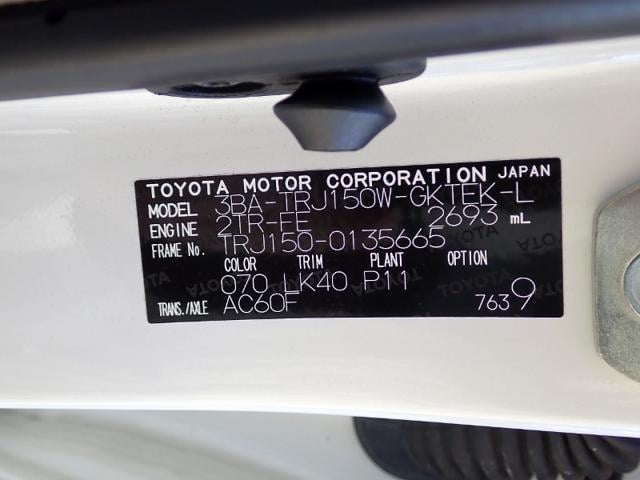 TOYOTA MOTOR CORPORATION JAPAN
MODEL 3BA-TRJ150W-GKTEK-L
ENGINE 2TR-FE 2693 mL
FRAME No. TRJ150-0135665
COLOR TRIM PLANT OPTION
070 LK40 P11
TRANS./AXLE AC60F 7639